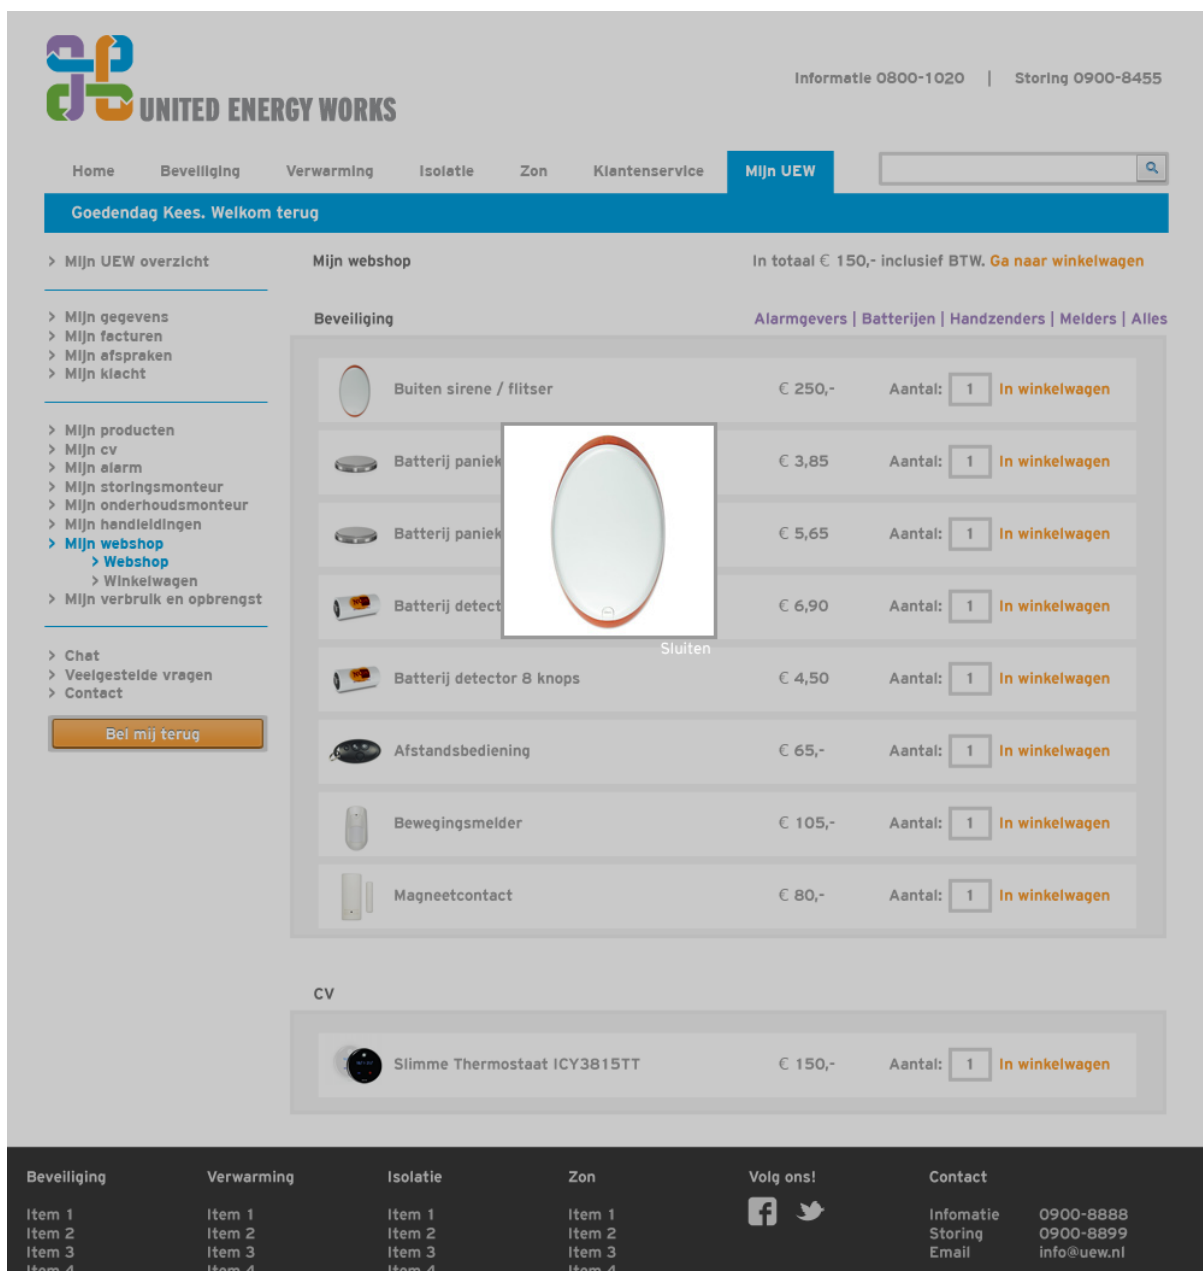 UNITED ENERGY WORKS
Informatie 0800-1020 | Storing 0900-8455
Home Beveiliging Verwarming Isolatie Zon Klantenservice Mijn UEW
Goedendag Kees. Welkom terug
> Mijn UEW overzicht
Mijn webshop
In totaal € 150,- inclusief BTW. Ga naar winkelwagen
> Mijn gegevens
> Mijn facturen
> Mijn afspraken
> Mijn klacht
> Mijn producten
> Mijn cv
> Mijn alarm
> Mijn storingsmonteur
> Mijn onderhoudsmonteur
> Mijn handleidingen
> Mijn webshop
> Webshop
> Winkelwagen
> Mijn verbruik en opbrengst
> Chat
> Veelgestelde vragen
> Contact
Bel mij terug
Beveiliging
Alarmgevers | Batterijen | Handzenders | Melders | Alles
Buiten sirene / flitser € 250,- Aantal: 1 In winkelwagen
Batterij paniek € 3,85 Aantal: 1 In winkelwagen
Batterij paniek € 5,65 Aantal: 1 In winkelwagen
Batterij detect € 6,90 Aantal: 1 In winkelwagen
Sluiten
Batterij detector 8 knops € 4,50 Aantal: 1 In winkelwagen
Afstandsbediening € 65,- Aantal: 1 In winkelwagen
Bewegingsmelder € 105,- Aantal: 1 In winkelwagen
Magneetcontact € 80,- Aantal: 1 In winkelwagen
CV
Slimme Thermostaat ICY3815TT € 150,- Aantal: 1 In winkelwagen
Beveiliging Verwarming Isolatie Zon Volg ons! Contact
Item 1 Item 1 Item 1 Item 1 Infomatie 0900-8888
Item 2 Item 2 Item 2 Item 2 Storing 0900-8899
Item 3 Item 3 Item 3 Item 3 Email info@uew.nl
Item 4 Item 4 Item 4 Item 4